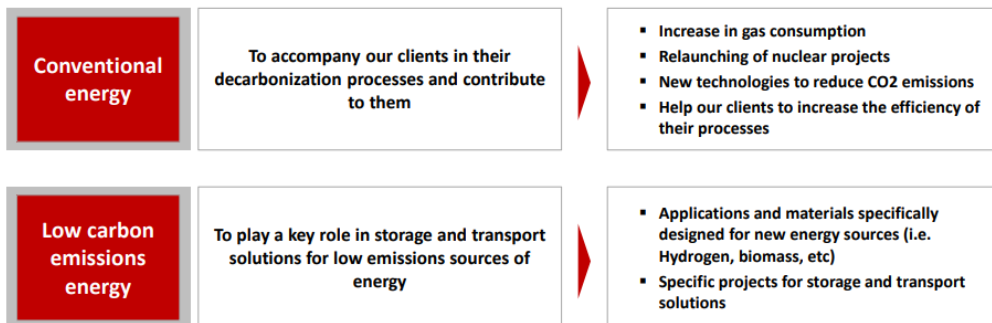 Conventional
energy
To accompany our clients in their
decarbonization processes and contribute
to them
▪ Increase in gas consumption
▪ Relaunching of nuclear projects
▪ New technologies to reduce CO2 emissions
▪ Help our clients to increase the efficiency of
their processes
Low carbon
emissions
energy
To play a key role in storage and transport
solutions for low emissions sources of
energy
▪ Applications and materials specifically
designed for new energy sources (i.e.
Hydrogen, biomass, etc)
▪ Specific projects for storage and transport
solutions